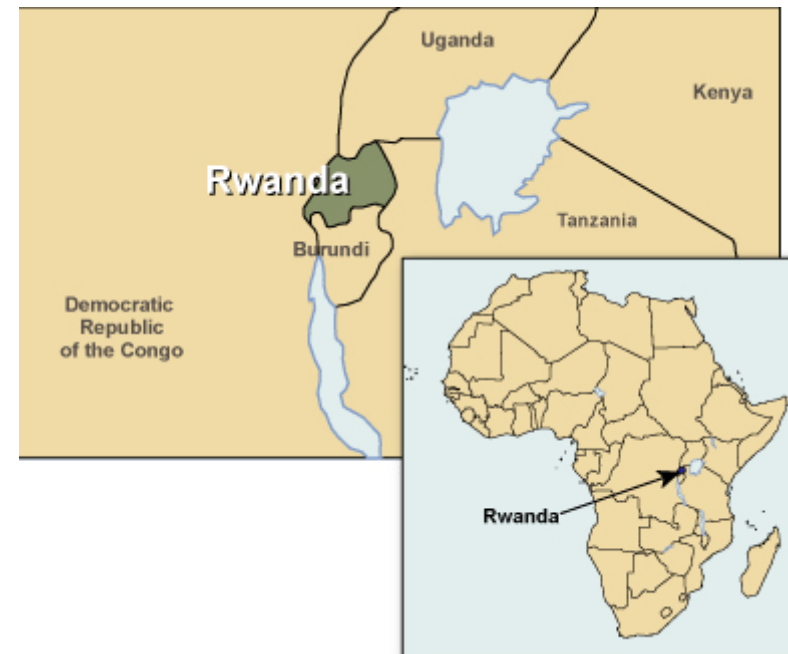 Uganda
Kenya
Rwanda
Tanzania
Burundi
Democratic
Republic
of the Congo
Rwanda